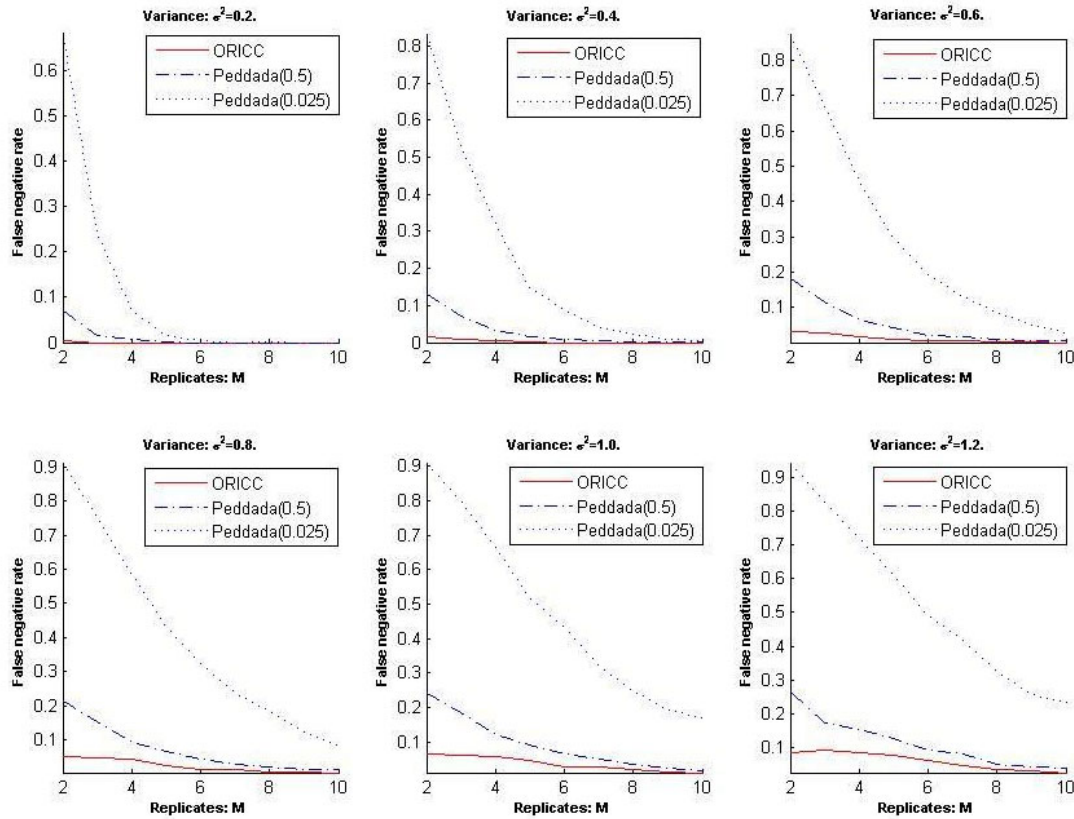 Variance: σ²=0.2.
ORICC
Peddada(0.5)
Peddada(0.025)
0.6
0.5
0.4
0.3
0.2
0.1
0
False negative rate
2 4 6 8 10
Replicates: M
Variance: σ²=0.4.
ORICC
Peddada(0.5)
Peddada(0.025)
0.8
0.7
0.6
0.5
0.4
0.3
0.2
0.1
0
False negative rate
2 4 6 8 10
Replicates: M
Variance: σ²=0.6.
ORICC
Peddada(0.5)
Peddada(0.025)
0.8
0.7
0.6
0.5
0.4
0.3
0.2
0.1
False negative rate
2 4 6 8 10
Replicates: M
Variance: σ²=0.8.
ORICC
Peddada(0.5)
Peddada(0.025)
0.9
0.8
0.7
0.6
0.5
0.4
0.3
0.2
0.1
False negative rate
2 4 6 8 10
Replicates: M
Variance: σ²=1.0.
ORICC
Peddada(0.5)
Peddada(0.025)
0.9
0.8
0.7
0.6
0.5
0.4
0.3
0.2
0.1
False negative rate
2 4 6 8 10
Replicates: M
Variance: σ²=1.2.
ORICC
Peddada(0.5)
Peddada(0.025)
0.9
0.8
0.7
0.6
0.5
0.4
0.3
0.2
0.1
False negative rate
2 4 6 8 10
Replicates: M